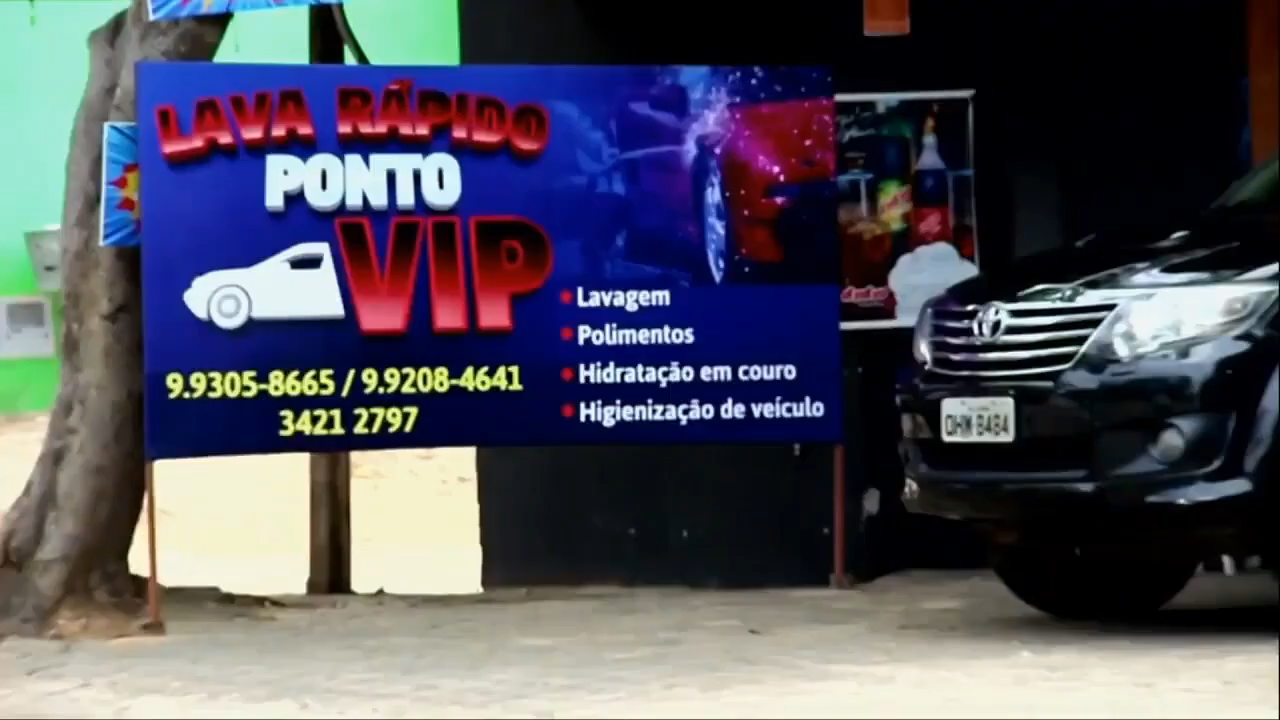 LAVA RÁPIDO
PONTO
VIP
• Lavagem
• Polimentos
• Hidratação em couro
• Higienização de veículo
9.9305-8665 / 9.9208-4641
3421 2797
8484